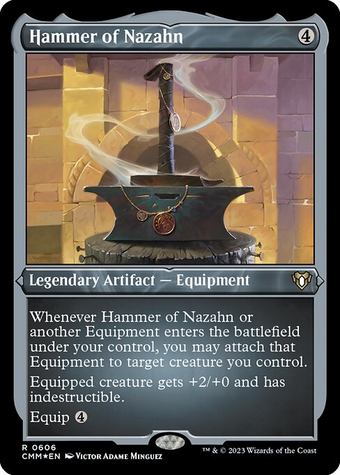 Hammer of Nazahn 4
Legendary Artifact — Equipment
Whenever Hammer of Nazahn or
another Equipment enters the battlefield
under your control, you may attach that
Equipment to target creature you control.
Equipped creature gets +2/+0 and has
indestructible.
Equip 4
R 0606
CMM★EN Victor Adame Minguez
™ & © 2023 Wizards of the Coast